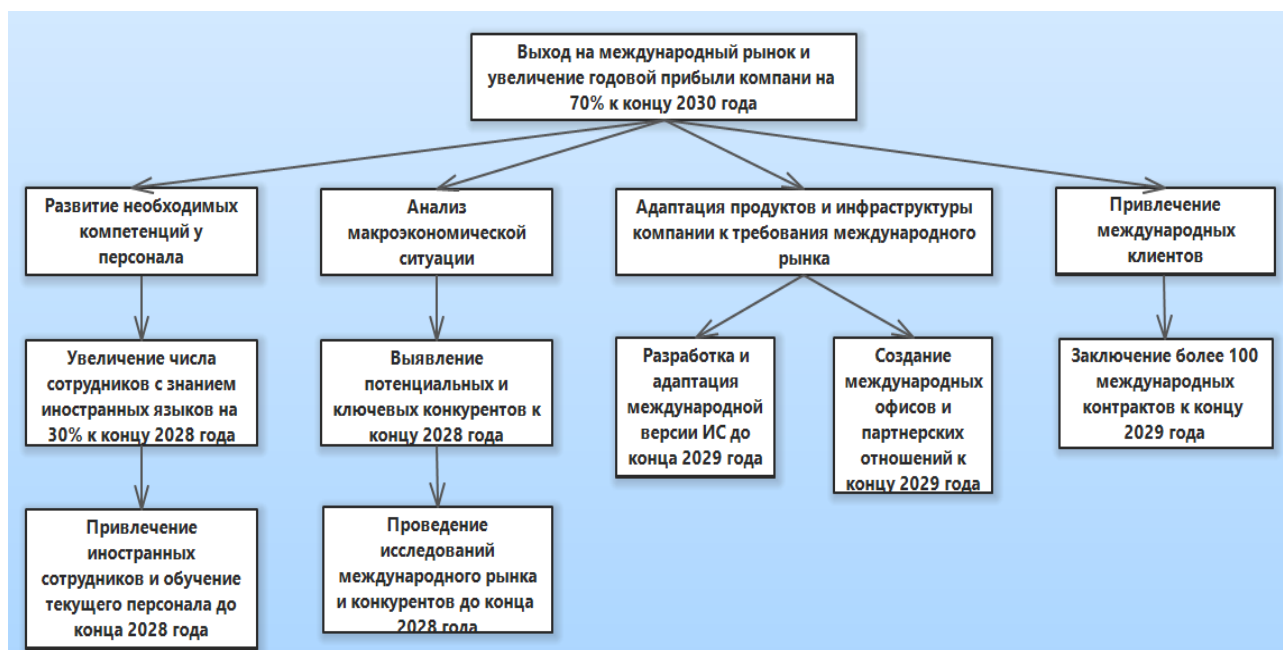 Выход на международный рынок и
увеличение годовой прибыли компани на
70% к концу 2030 года
Развитие необходимых
компетенций у
персонала
Анализ
макроэкономической
ситуации
Адаптация продуктов и инфраструктуры
компании к требования международного
рынка
Привлечение
международных
клиентов
Увеличение числа
сотрудников с знанием
иностранных языков на
30% к концу 2028 года
Выявление
потенциальных и
ключевых конкурентов к
концу 2028 года
Разработка и
адаптация
международной
версии ИС до
конца 2029 года
Создание
международных
офисов и
партнерских
отношений к
концу 2029 года
Заключение более 100
международных
контрактов к концу
2029 года
Привлечение
иностранных
сотрудников и обучение
текущего персонала до
конца 2028 года
Проведение
исследований
международного рынка
и конкурентов до конца
2028 года